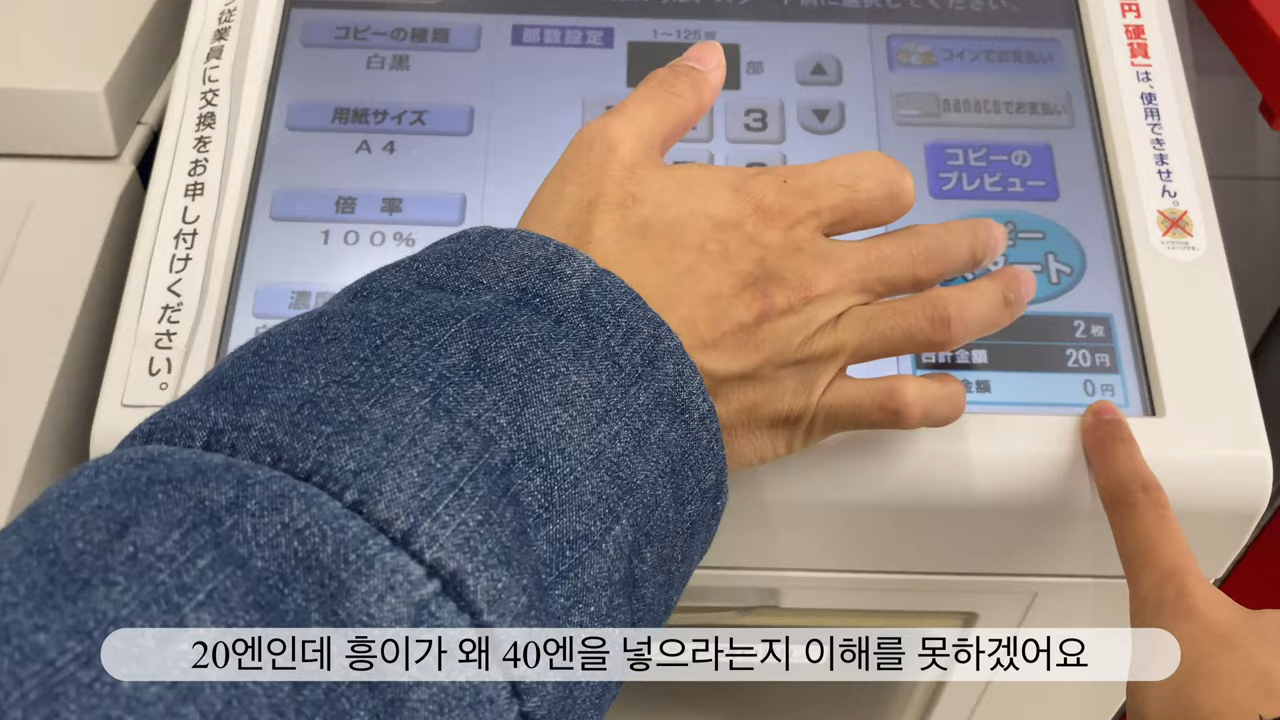 従業員に交換をお申し付けください。
コピーの種類
白黒
用紙サイズ
A4
倍率
100%
部数設定
1~125部
部
3
コインでお支払い
nanacoでお支払い
コピーの
プレビュー
2枚
合計金額 20円
金額 0円
円硬貨」は、使用できません。
20엔인데 흥이가 왜 40엔을 넣으라는지 이해를 못하겠어요